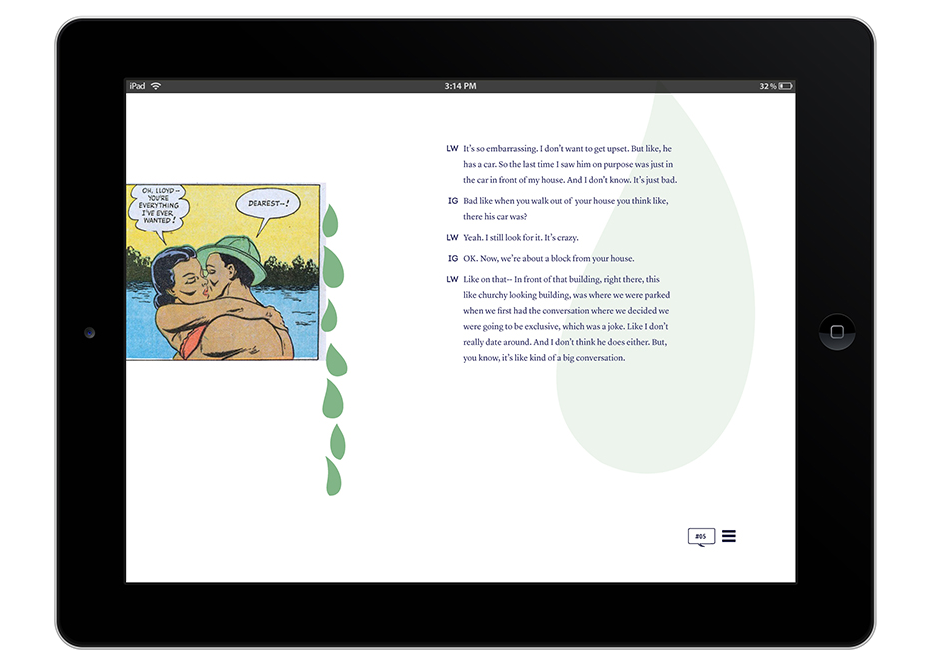 iPad
3:14 PM
32%
OH, LLOYD--
YOU'RE
EVERYTHING
I'VE EVER
WANTED!
DEAREST--!
LW It's so embarrassing. I don't want to get upset. But like, he
has a car. So the last time I saw him on purpose was just in
the car in front of my house. And I don't know. It's just bad.
IG Bad like when you walk out of your house you think like,
there his car was?
LW Yeah. I still look for it. It's crazy.
IG OK. Now, we're about a block from your house.
LW Like on that-- In front of that building, right there, this
like churchy looking building, was where we were parked
when we first had the conversation where we decided we
were going to be exclusive, which was a joke. Like I don't
really date around. And I don't think he does either. But,
you know, it's like kind of a big conversation.
#05